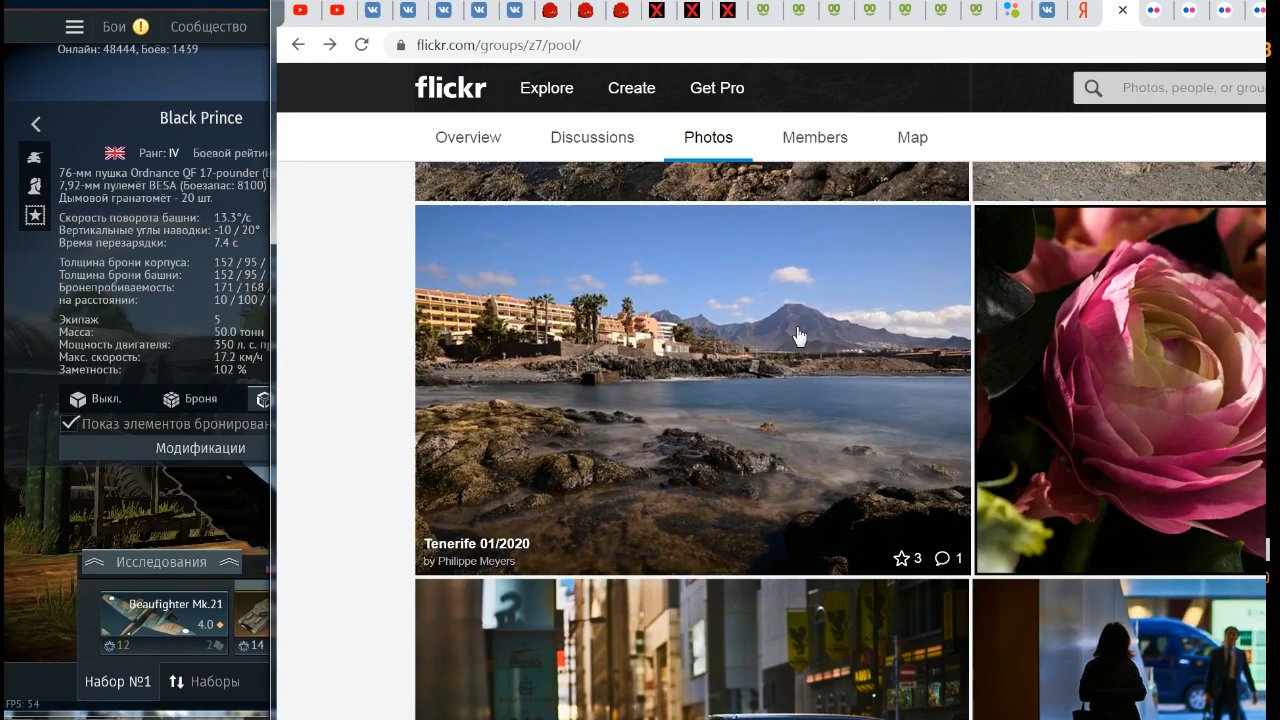 Бои
Сообщество
Онлайн: 48444, Боёв: 1439
Black Prince
Ранг: IV Боевой рейтин
76-мм пушка Ordnance QF 17-pounder (
7,92-мм пулемёт BESA (Боезапас: 8100)
Дымовой гранатомёт - 20 шт.
Скорость поворота башни: 13.3°/с
Вертикальные углы наводки: -10 / 20°
Время перезарядки: 7.4 с
Толщина брони корпуса: 152 / 95 /
Толщина брони башни: 152 / 95 /
Бронепробиваемость: 171 / 168
на расстоянии: 10 / 100 /
Экипаж 5
Масса: 50.0 тонн
Мощность двигателя: 350 л. с. п
Макс. скорость: 17.2 км/ч
Заметность: 102 %
Выкл.
Броня
Показ элементов бронирован
Модификации
Исследования
Beaufighter Mk.21
4.0
12 2
14
Набор №1
Наборы
FPS: 54
flickr.com/groups/z7/pool/
flickr
Explore
Create
Get Pro
Photos, people, or grou
Overview
Discussions
Photos
Members
Map
Tenerife 01/2020
by Philippe Meyers
3 1